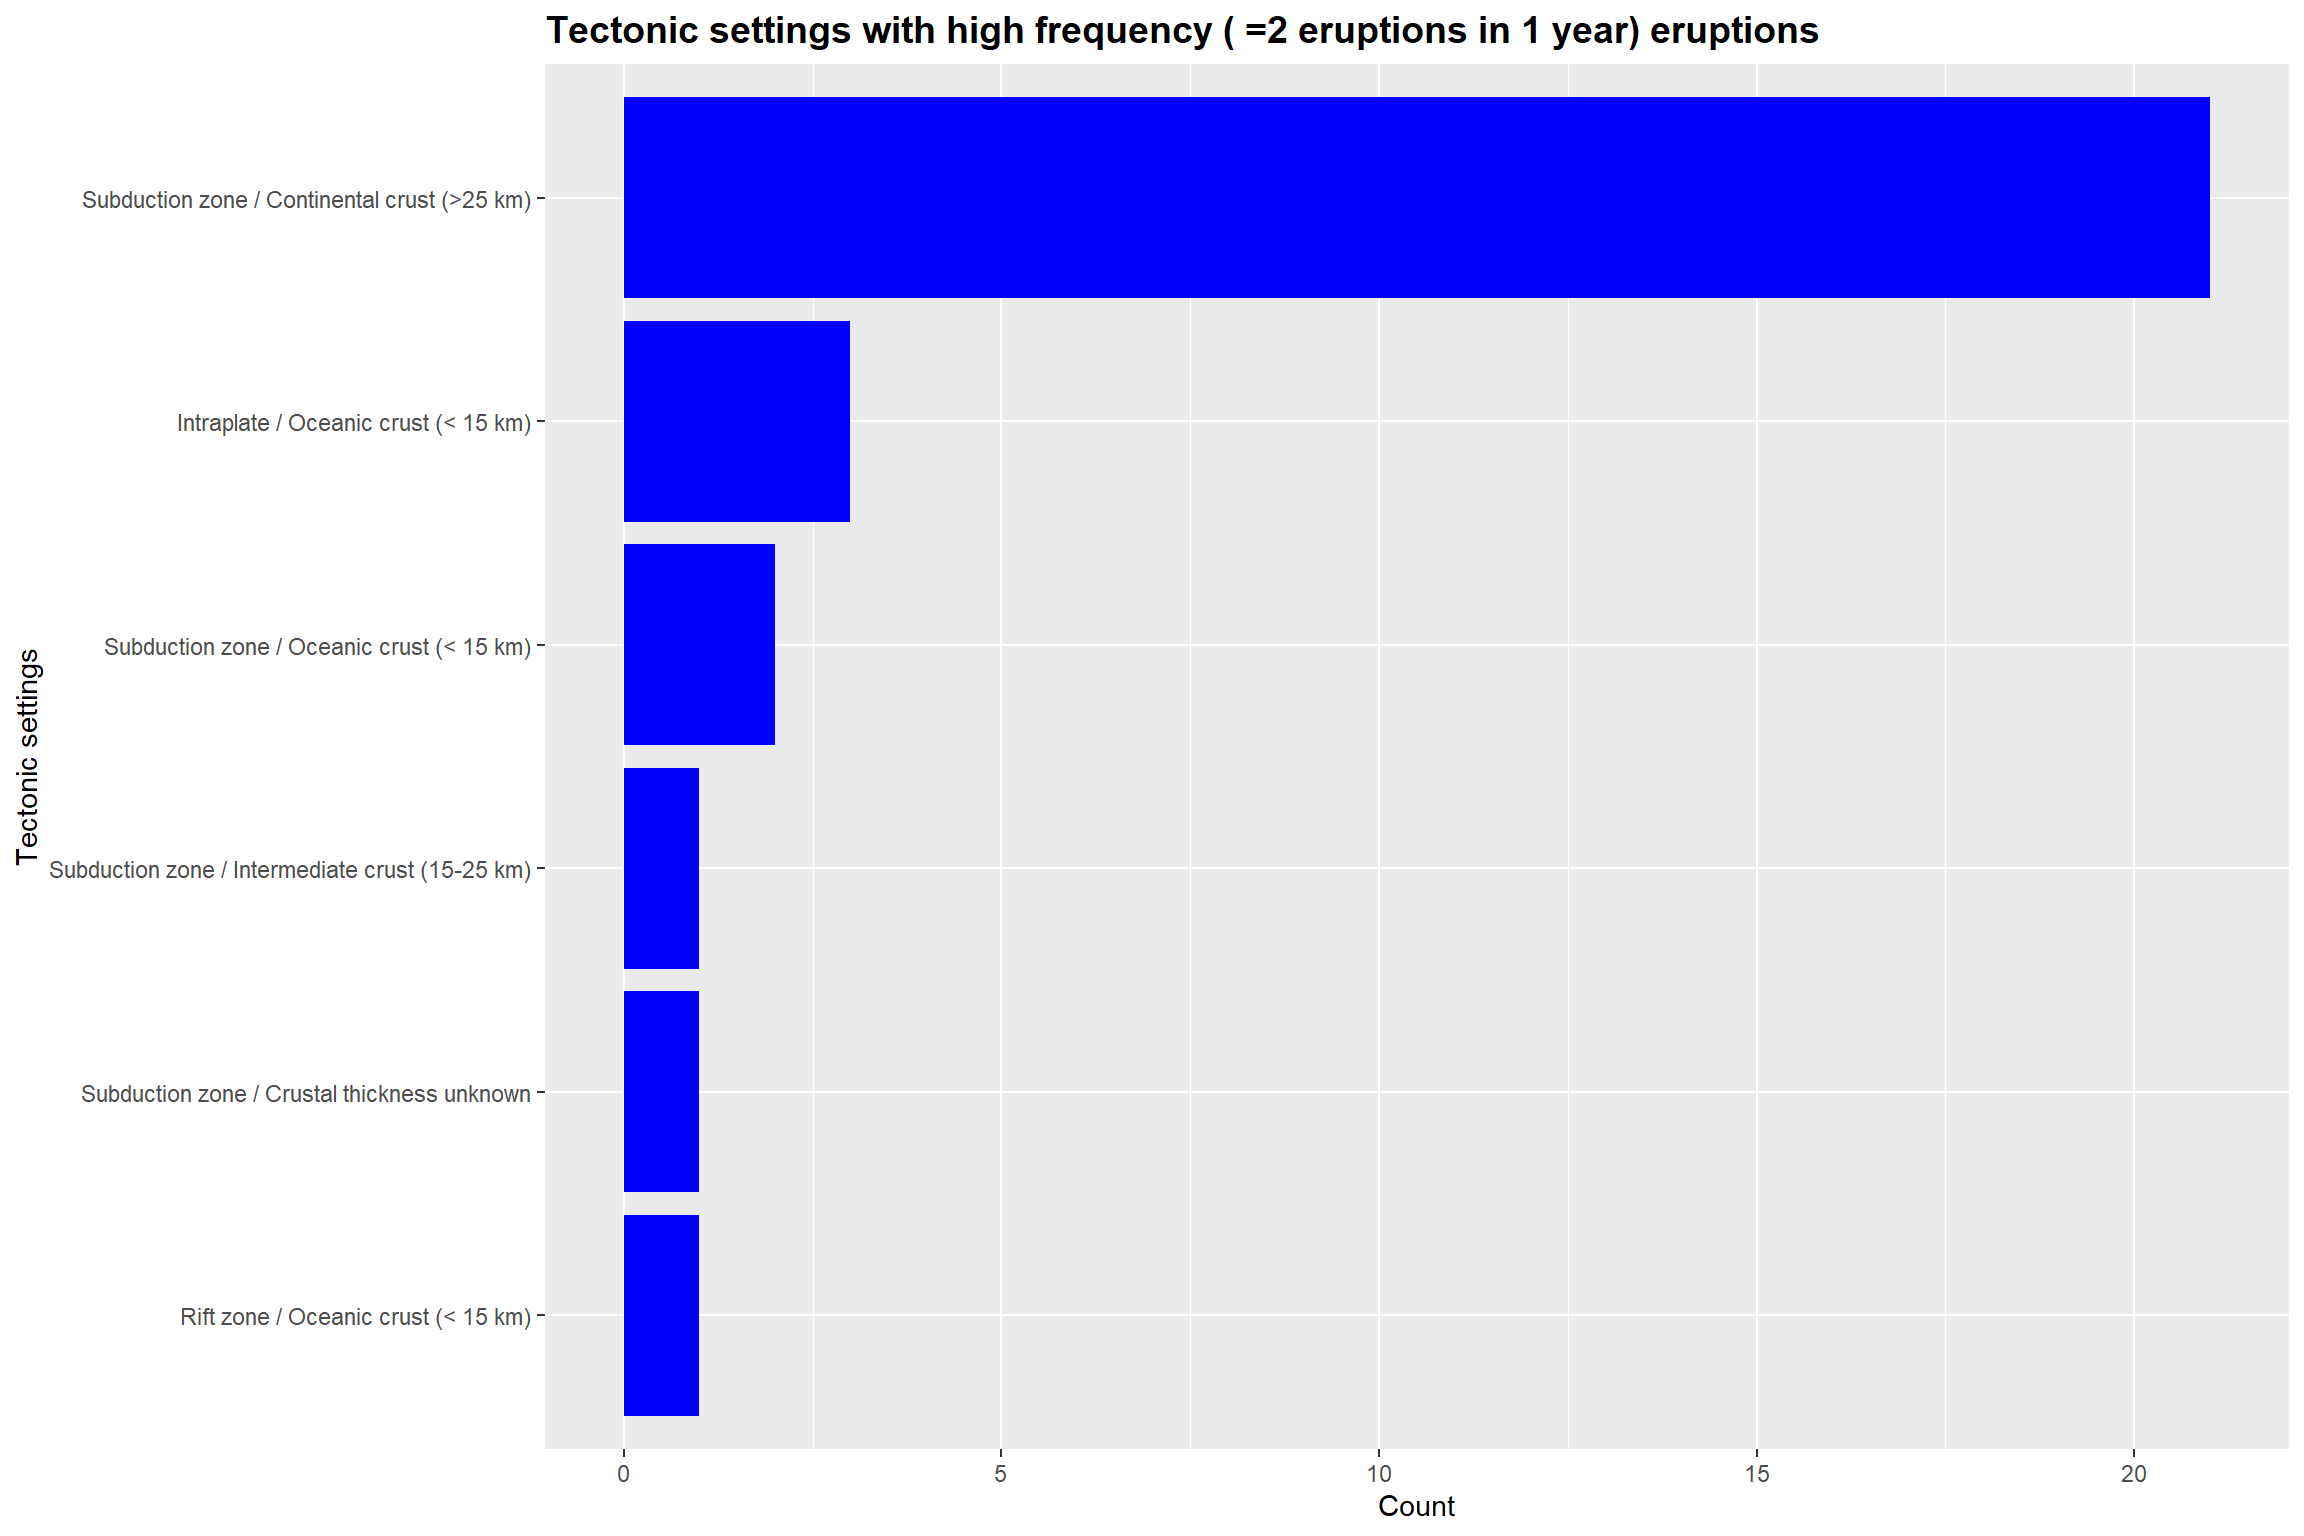 Tectonic settings with high frequency ( =2 eruptions in 1 year) eruptions
Subduction zone / Continental crust (>25 km)
Intraplate / Oceanic crust (< 15 km)
Subduction zone / Oceanic crust (< 15 km)
Subduction zone / Intermediate crust (15-25 km)
Subduction zone / Crustal thickness unknown
Rift zone / Oceanic crust (< 15 km)
Tectonic settings
0 5 10 15 20
Count